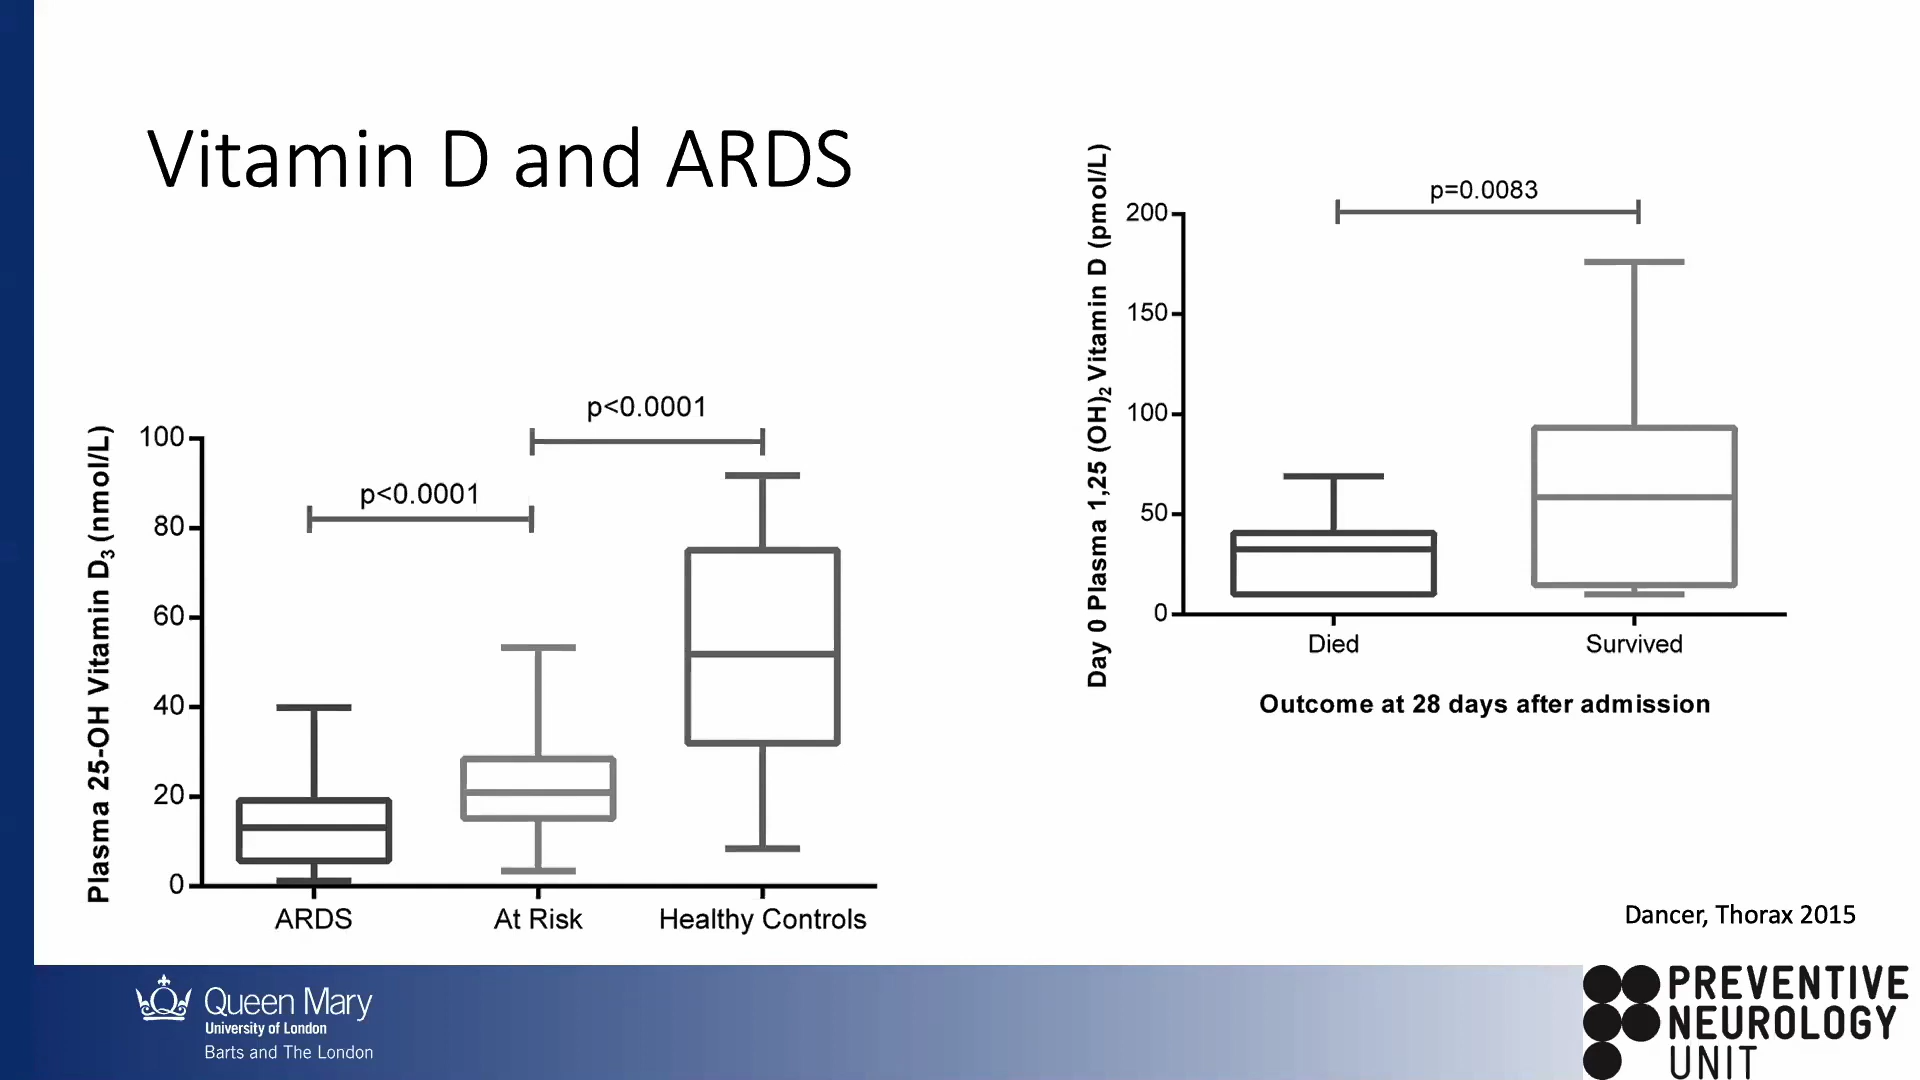 Vitamin D and ARDS
Plasma 25-OH Vitamin D₃ (nmol/L)
100
80
60
40
20
0
p<0.0001
p<0.0001
ARDS
At Risk
Healthy Controls
Day 0 Plasma 1,25 (OH)₂ Vitamin D (pmol/L)
200
150
100
50
0
p=0.0083
Died
Survived
Outcome at 28 days after admission
Dancer, Thorax 2015
Queen Mary
University of London
Barts and The London
PREVENTIVE
NEUROLOGY
UNIT